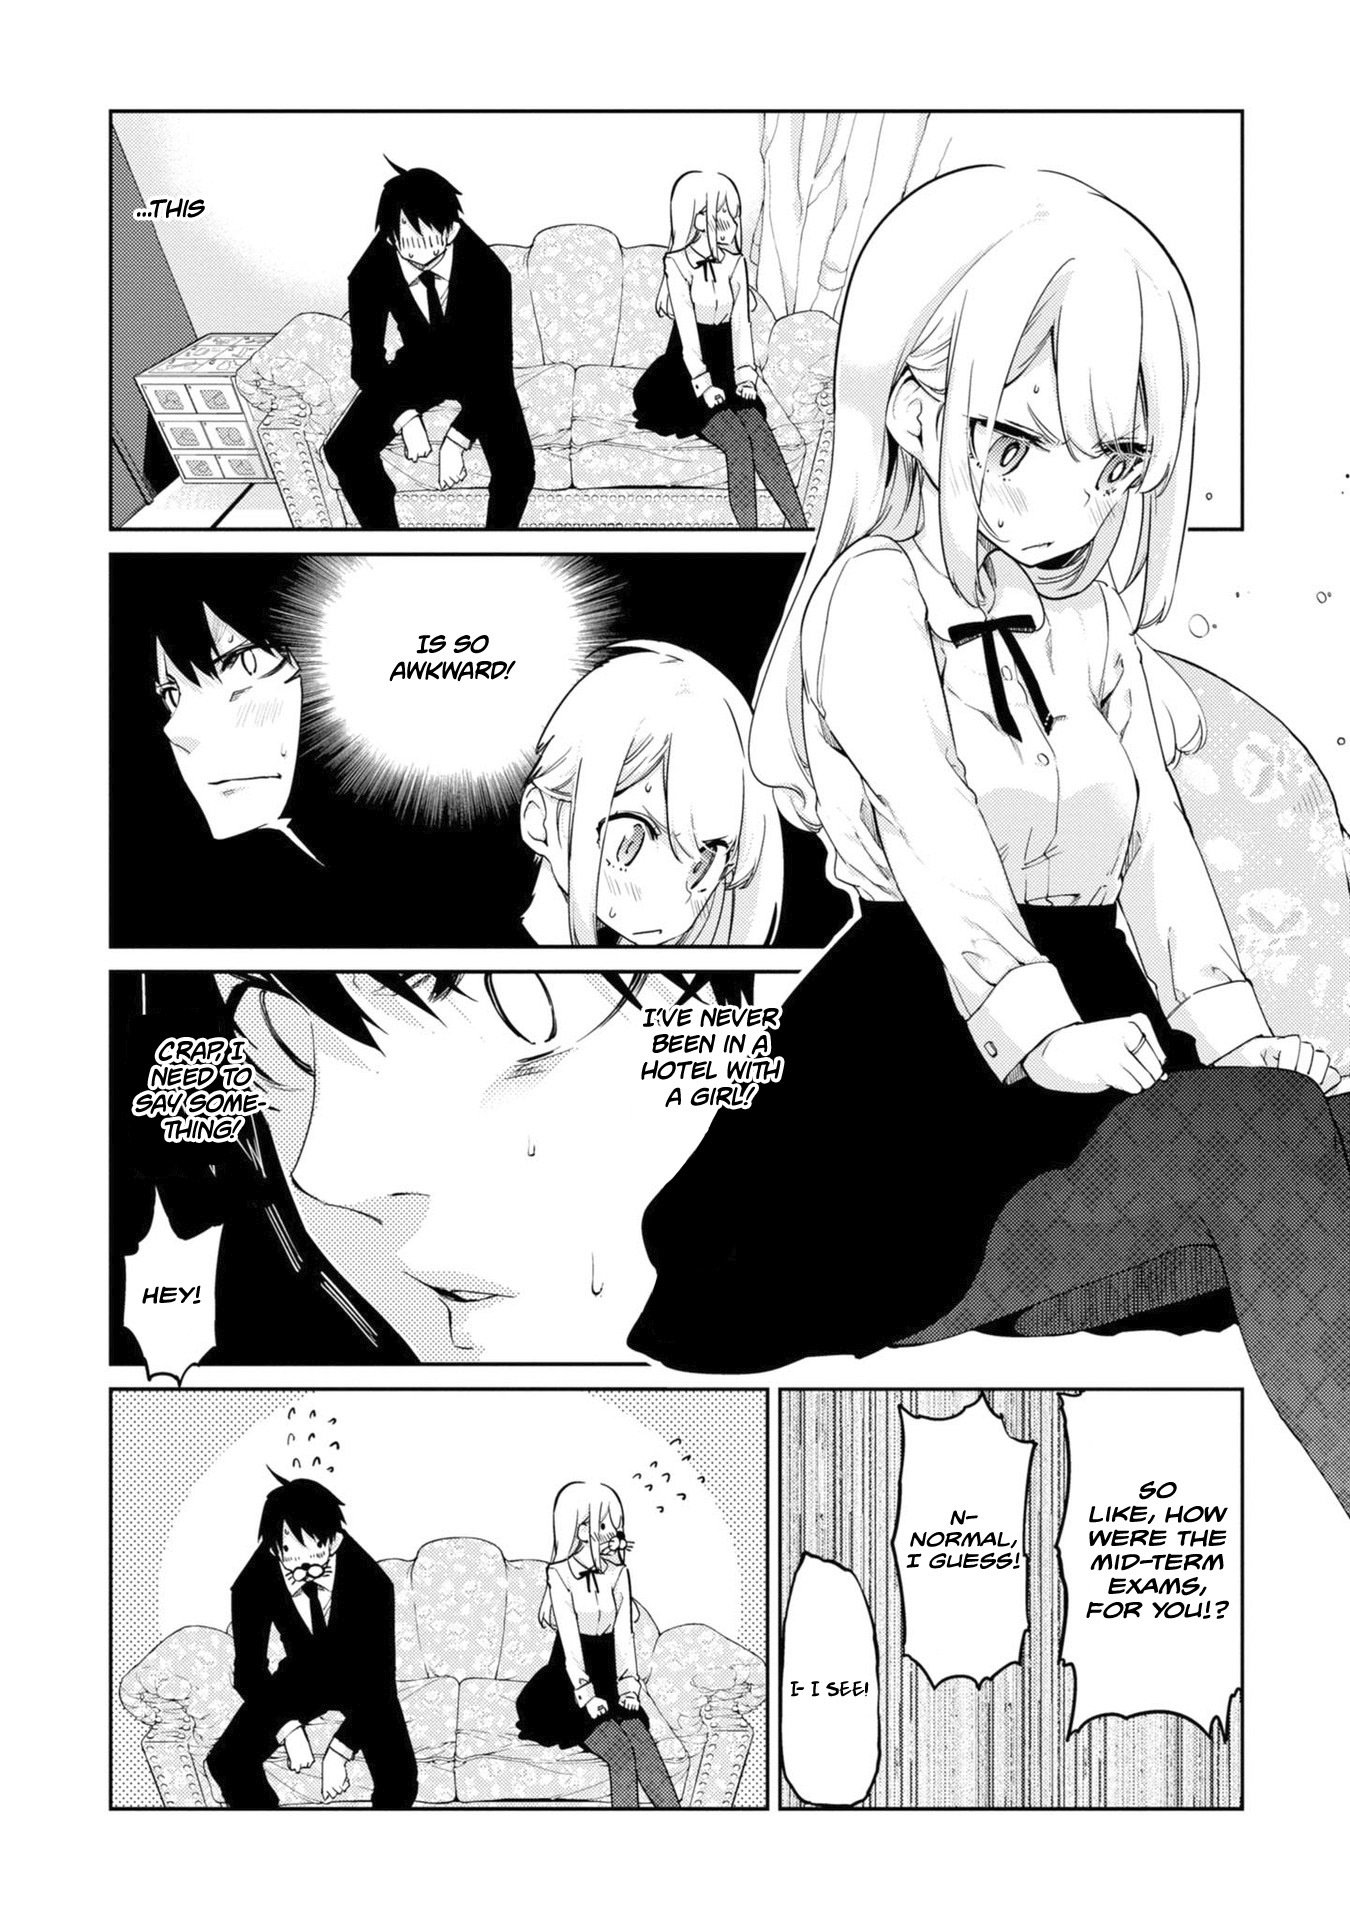 ...THIS
IS SO
AWKWARD!
I'VE NEVER
BEEN IN A
HOTEL WITH
A GIRL!
CRAP, I
NEED TO
SAY SOME-
THING!
HEY!
SO
LIKE, HOW
WERE THE
MID-TERM
EXAMS,
FOR YOU!?
N-
NORMAL,
I GUESS!
I- I SEE!